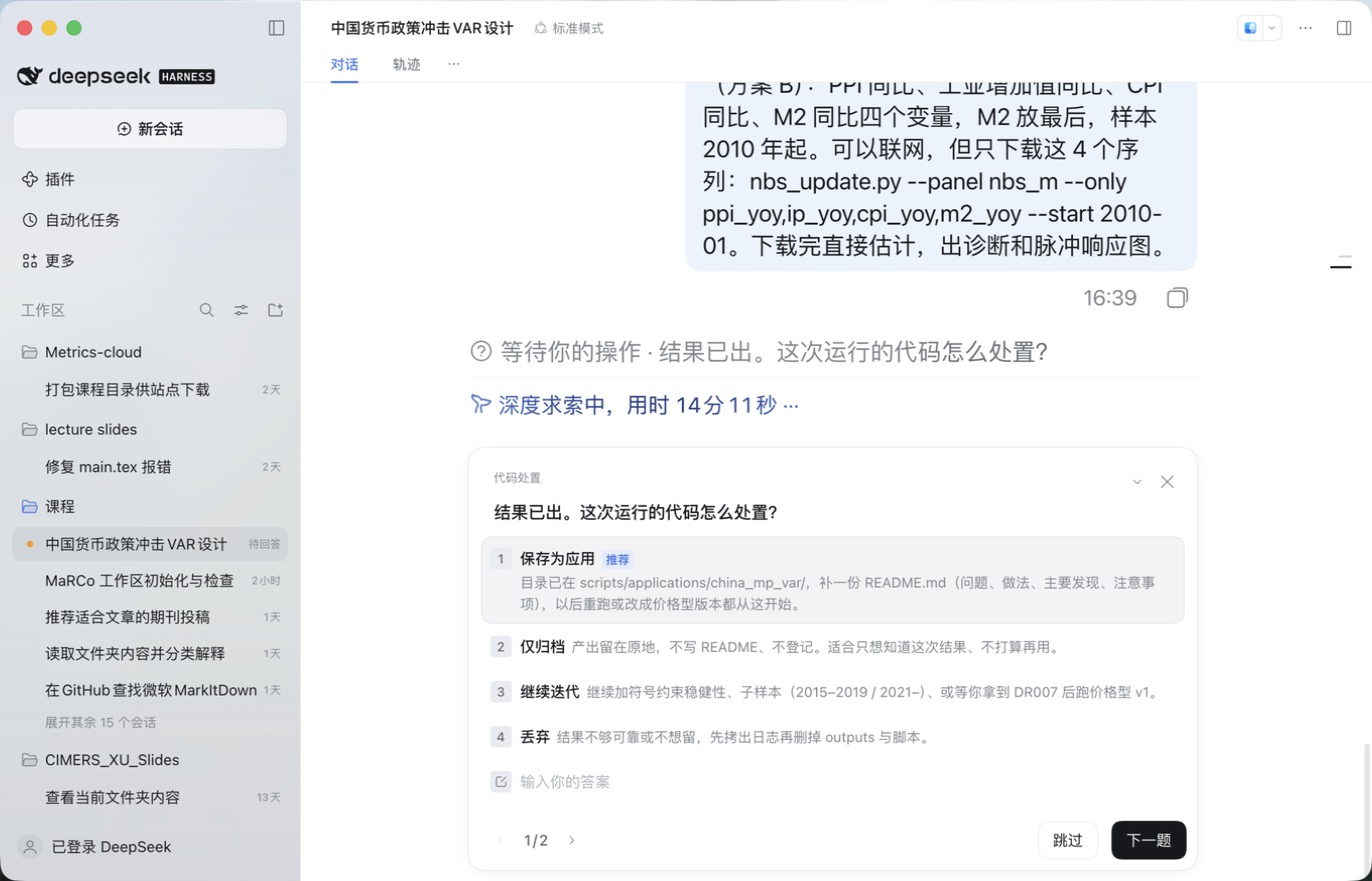 deepseek HARNESS
新会话
插件
自动化任务
更多
工作区
Metrics-cloud
打包课程目录供站点下载 2天
lecture slides
修复 main.tex 报错 2天
课程
中国货币政策冲击 VAR 设计 待回答
MaRCo 工作区初始化与检查 2小时
推荐适合文章的期刊投稿 1天
读取文件夹内容并分类解释 1天
在 GitHub 查找微软 MarkItDown 1天
展开其余 15 个会话
CIMERS_XU_Slides
查看当前文件夹内容 13天
已登录 DeepSeek
中国货币政策冲击 VAR 设计 标准模式
对话 轨迹 ···
（方案 B）：PPI 同比、工业增加值同比、CPI
同比、M2 同比四个变量，M2 放最后，样本
2010 年起。可以联网，但只下载这 4 个序
列：nbs_update.py --panel nbs_m --only
ppi_yoy,ip_yoy,cpi_yoy,m2_yoy --start 2010-
01。下载完直接估计，出诊断和脉冲响应图。
16:39
等待你的操作 · 结果已出。这次运行的代码怎么处置?
深度求索中，用时 14分11秒 ···
代码处置
结果已出。这次运行的代码怎么处置?
1 保存为应用 推荐
目录已在 scripts/applications/china_mp_var/，补一份 README.md（问题、做法、主要发现、注意事
项），以后重跑或改成价格型版本都从这开始。
2 仅归档 产出留在原地，不写 README、不登记。适合只想知道这次结果、不打算再用。
3 继续迭代 继续加符号约束稳健性、子样本（2015–2019 / 2021–）、或等你拿到 DR007 后跑价格型 v1。
4 丢弃 结果不够可靠或不想留，先拷出日志再删掉 outputs 与脚本。
输入你的答案
1/2
跳过 下一题